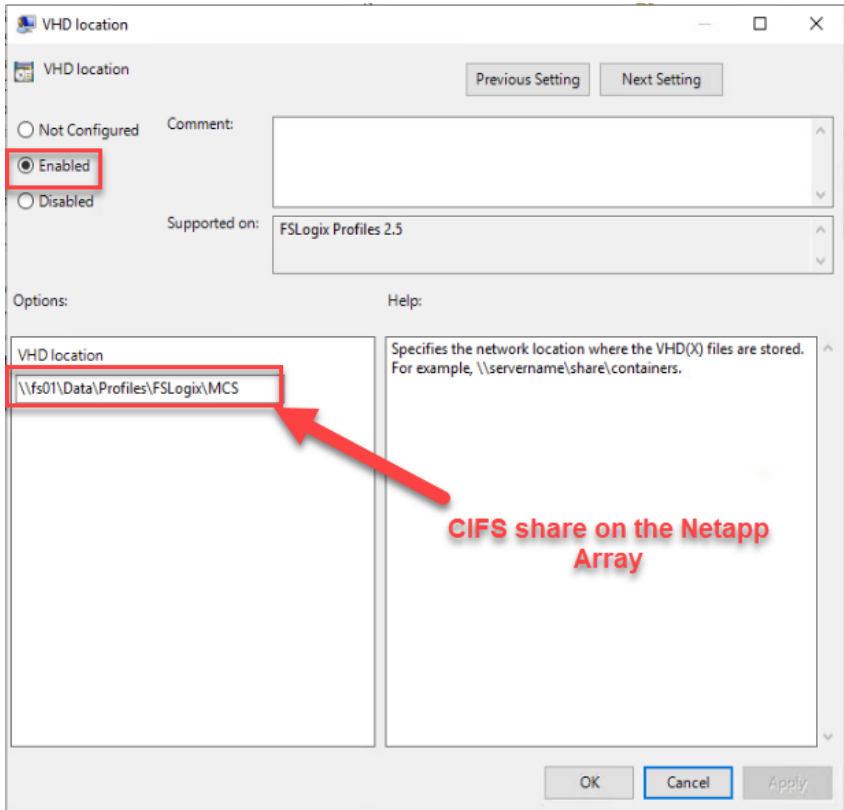 VHD location
VHD location
Previous Setting
Next Setting
Not Configured
Comment:
Enabled
Disabled
Supported on:
FSLogix Profiles 2.5
Options:
Help:
VHD location
\\fs01\Data\Profiles\FSLogix\MCS
Specifies the network location where the VHD(X) files are stored.
For example, \\servername\share\containers.
CIFS share on the Netapp
Array
OK
Cancel
Apply